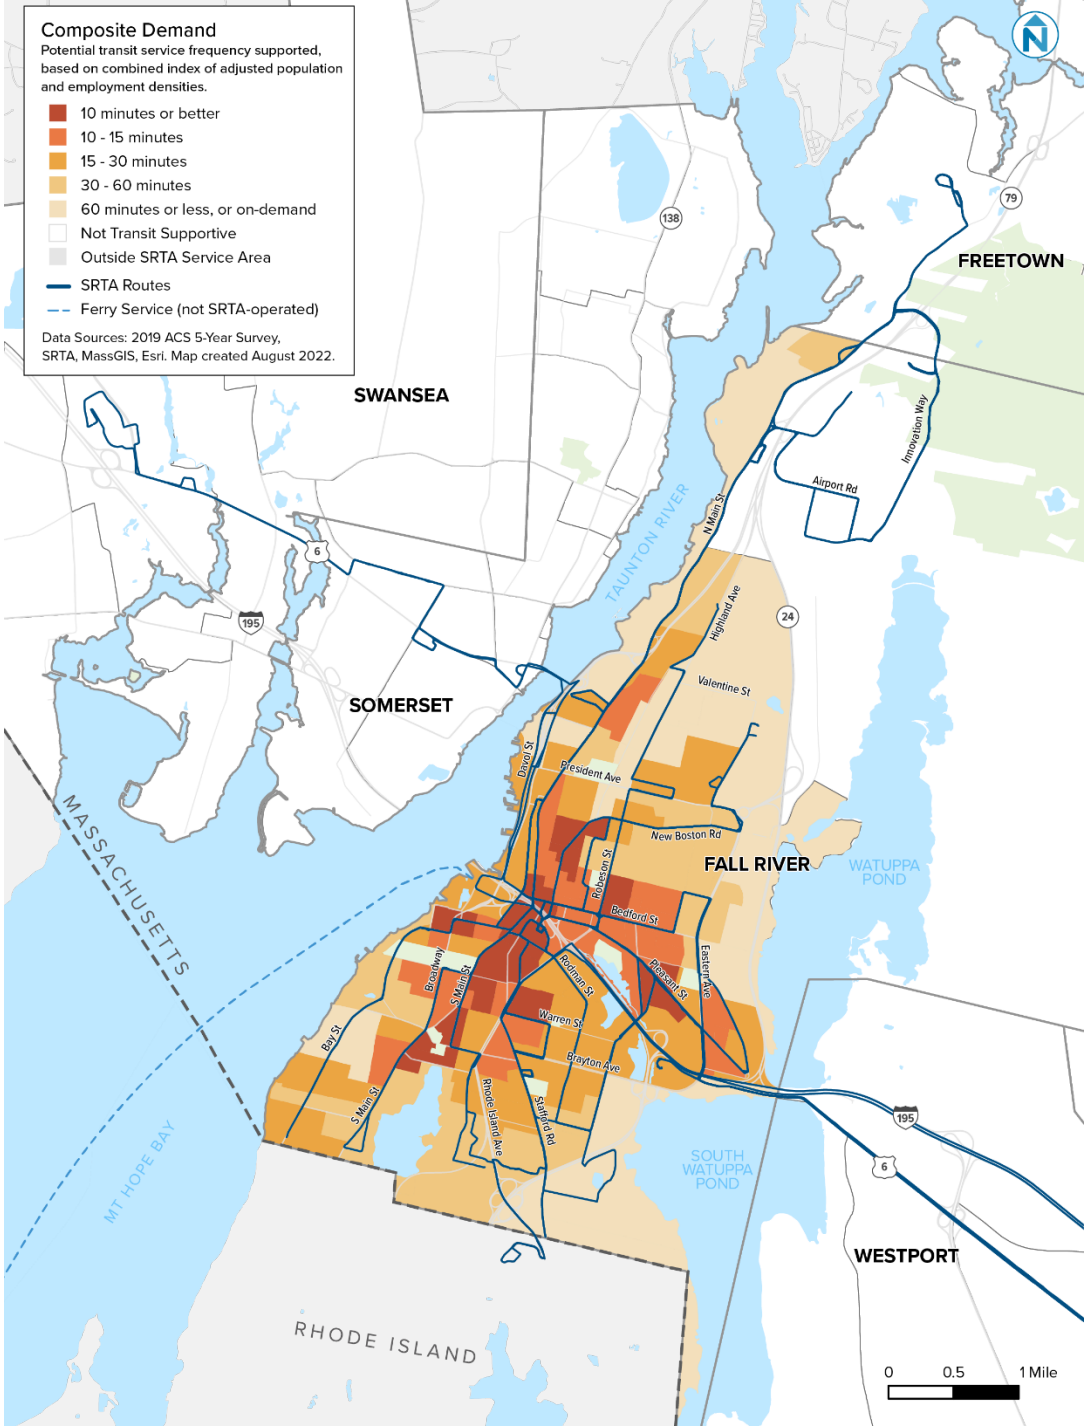 Composite Demand
Potential transit service frequency supported,
based on combined index of adjusted population
and employment densities.
10 minutes or better
10 - 15 minutes
15 - 30 minutes
30 - 60 minutes
60 minutes or less, or on-demand
Not Transit Supportive
Outside SRTA Service Area
SRTA Routes
Ferry Service (not SRTA-operated)
Data Sources: 2019 ACS 5-Year Survey,
SRTA, MassGIS, Esri. Map created August 2022.
N
79
138
FREETOWN
SWANSEA
Innovation Way
Airport Rd
N Main St
TAUNTON RIVER
6
195
24
Highland Ave
Valentine St
SOMERSET
Davol St
President Ave
New Boston Rd
Robeson St
FALL RIVER
WATUPPA
POND
MASSACHUSETTS
Bedford St
Broadway
S Main St
Rodman St
Pleasant St
Eastern Ave
Warren St
Bay St
Brayton Ave
S Main St
Rhode Island Ave
Stafford Rd
195
6
SOUTH
WATUPPA
POND
MT HOPE BAY
WESTPORT
RHODE ISLAND
0 0.5 1 Mile